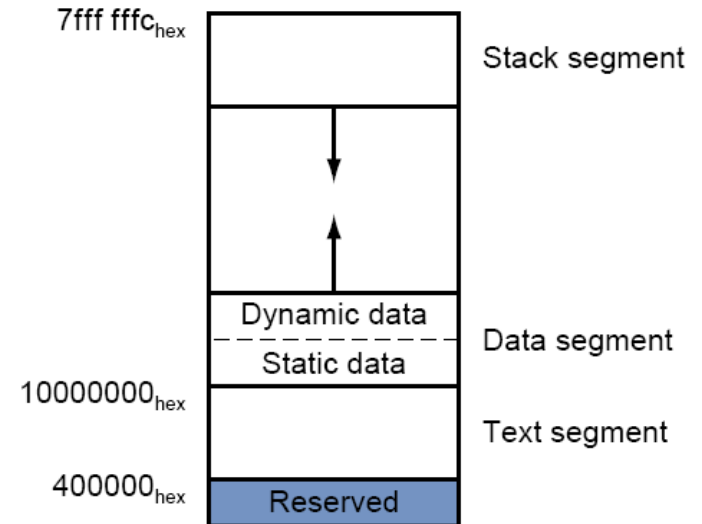 7fff fffchex
Stack segment
Dynamic data
Data segment
Static data
10000000hex
Text segment
400000hex
Reserved